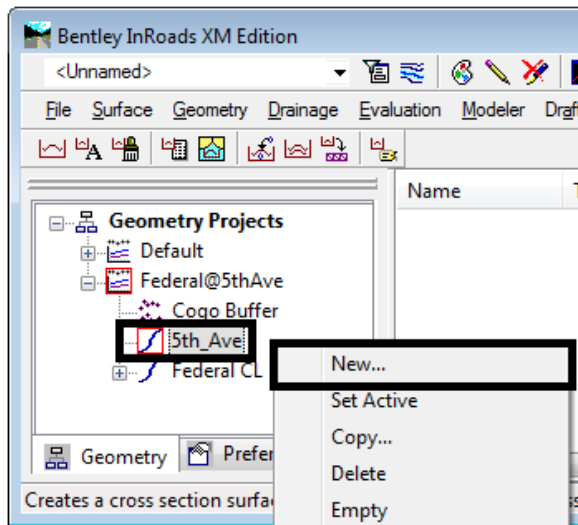 Bentley InRoads XM Edition
<Unnamed>
File Surface Geometry Drainage Evaluation Modeler
Name
Geometry Projects
Default
Federal@5thAve
Cogo Buffer
5th_Ave
Federal CL
New...
Set Active
Copy...
Delete
Empty
Geometry
Creates a cross section